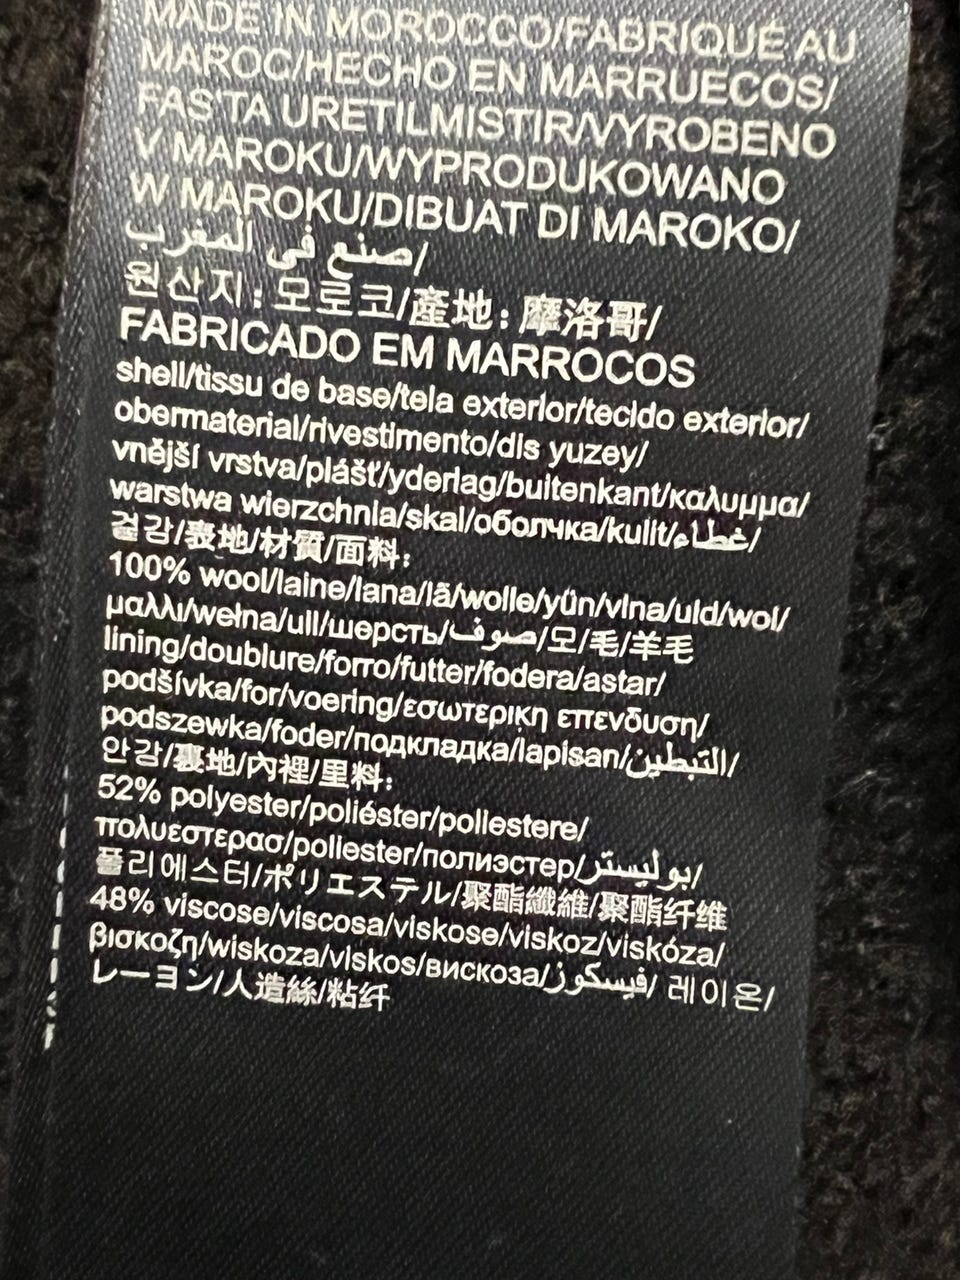 MADE IN MOROCCO/FABRIQUÉ AU
MAROC/HECHO EN MARRUECOS/
FAS'TA URETILMISTIR/VYROBENO
V MAROKU/WYPRODUKOWANO
W MAROKU/DIBUAT DI MAROKO/
صنع في المغرب/
원산지: 모로코/產地: 摩洛哥/
FABRICADO EM MARROCOS
shell/tissu de base/tela exterior/tecido exterior/
obermaterial/rivestimento/dis yuzey/
vnější vrstva/plášť/yderlag/buitenkant/καλυμμα/
warstwa wierzchnia/skal/оболчка/kulit/غطاء/
겉감/表地/材質/面料:
100% wool/laine/lana/lã/wolle/yűn/vlna/uld/wol/
μαλλι/wełna/ull/шерсть/صوف/모/毛/羊毛
lining/doublure/forro/futter/fodera/astar/
podšívka/for/voering/εσωτερικη επενδυση/
podszewka/foder/подкладка/lapisan/التبطين/
안감/裏地/內裡/里料:
52% polyester/poliéster/poliestere/
πολυεστερασ/poliester/полиэстер/بوليستر/
폴리에스터/ポリエステル/聚酯纖維/聚酯纤维
48% viscose/viscosa/viskose/viskoz/viskóza/
βισκοζη/wiskoza/viskos/вискоза/فيسكوز/ 레이온/
レーヨン/人造絲/粘纤